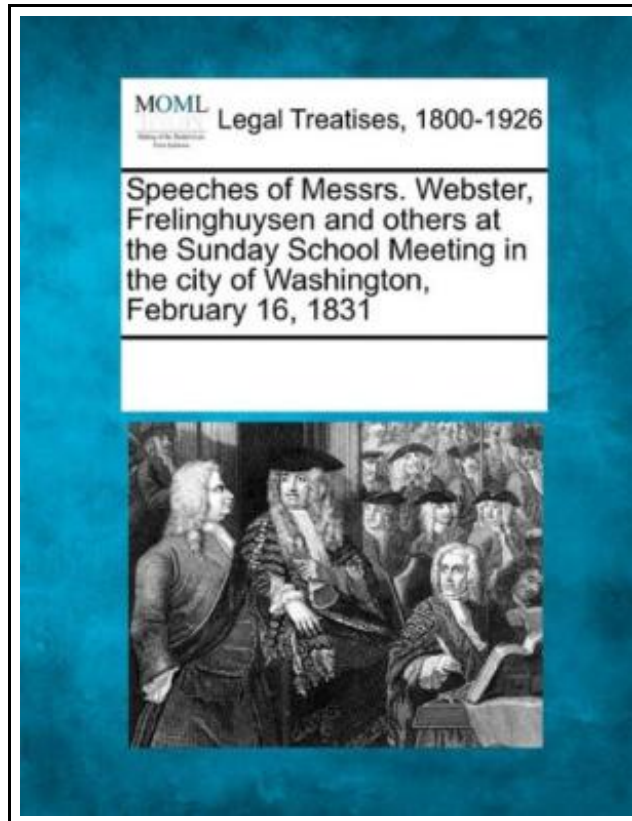 MOML
Legal Treatises, 1800-1926
Speeches of Messrs. Webster,
Frelinghuysen and others at
the Sunday School Meeting in
the city of Washington,
February 16, 1831